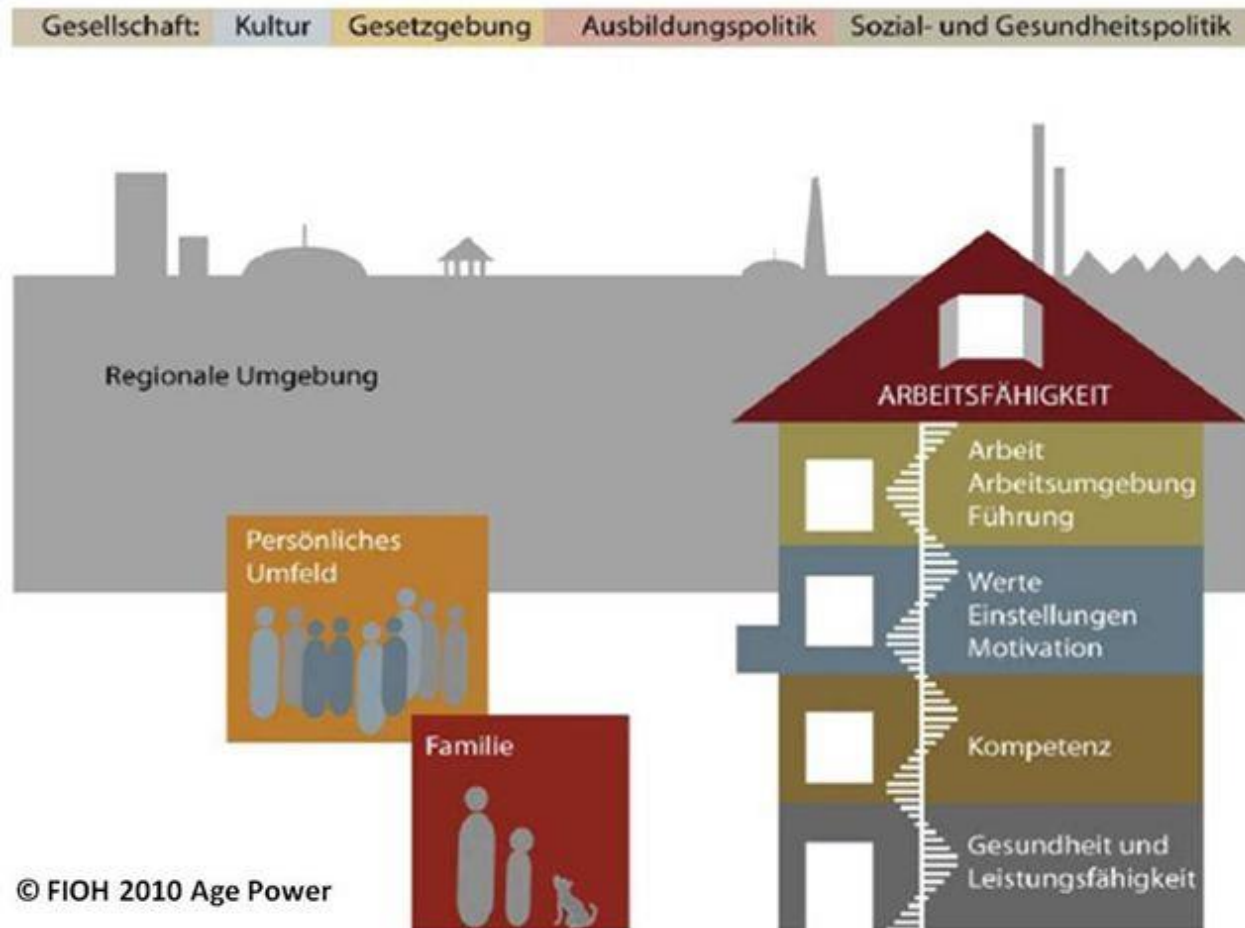 Gesellschaft: Kultur Gesetzgebung Ausbildungspolitik Sozial- und Gesundheitspolitik
Regionale Umgebung
ARBEITSFÄHIGKEIT
Arbeit
Arbeitsumgebung
Führung
Persönliches
Umfeld
Werte
Einstellungen
Motivation
Familie
Kompetenz
Gesundheit und
Leistungsfähigkeit
© FIOH 2010 Age Power